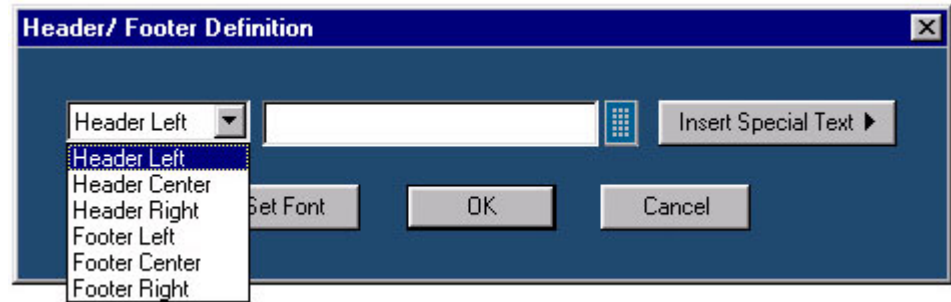 Header/ Footer Definition
Header Left
Insert Special Text
Header Left
Header Center
Header Right
Set Font
OK
Cancel
Footer Left
Footer Center
Footer Right